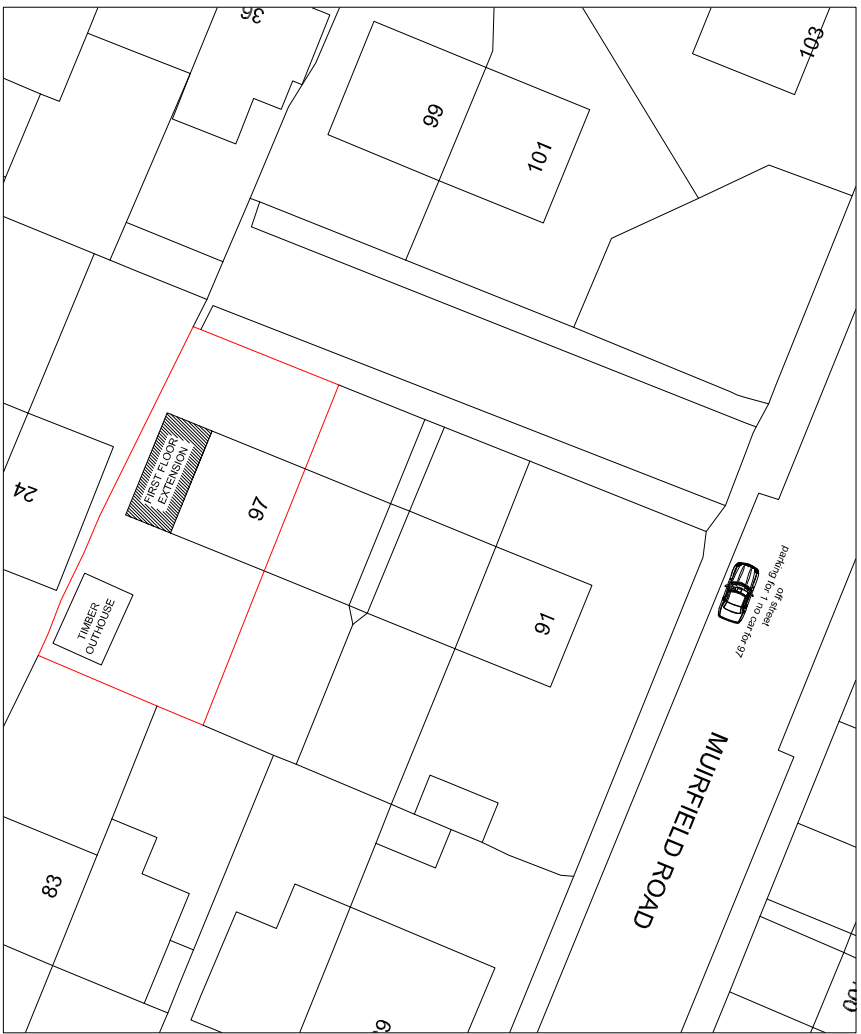 36
103
99
101
24
FIRST FLOOR
EXTENSION
97
TIMBER
OUTHOUSE
91
off street
parking for 1 no car for 97
MUIRFIELD ROAD
83